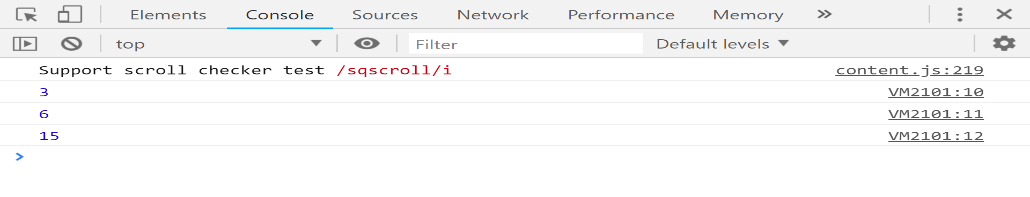 Elements Console Sources Network Performance Memory
top Filter Default levels
Support scroll checker test /sqscroll/i content.js:219
3 VM2101:10
6 VM2101:11
15 VM2101:12